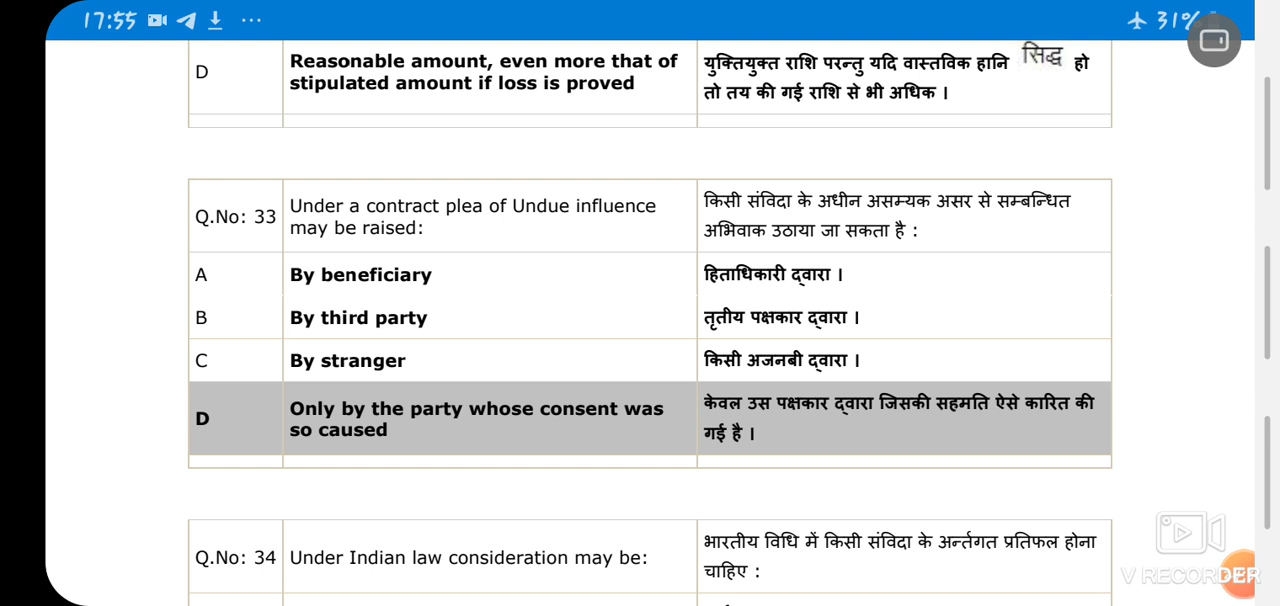 17:55 ...
31%
D
Reasonable amount, even more that of
stipulated amount if loss is proved
युक्तियुक्त राशि परन्तु यदि वास्तविक हानि सिद्ध हो
तो तय की गई राशि से भी अधिक ।
Q.No: 33
Under a contract plea of Undue influence
may be raised:
किसी संविदा के अधीन असम्यक असर से सम्बन्धित
अभिवाक उठाया जा सकता है :
A
By beneficiary
हिताधिकारी द्वारा ।
B
By third party
तृतीय पक्षकार द्वारा ।
C
By stranger
किसी अजनबी द्वारा ।
D
Only by the party whose consent was
so caused
केवल उस पक्षकार द्वारा जिसकी सहमति ऐसे कारित की
गई है ।
Q.No: 34
Under Indian law consideration may be:
भारतीय विधि में किसी संविदा के अर्न्तगत प्रतिफल होना
चाहिए :
V RECORDER